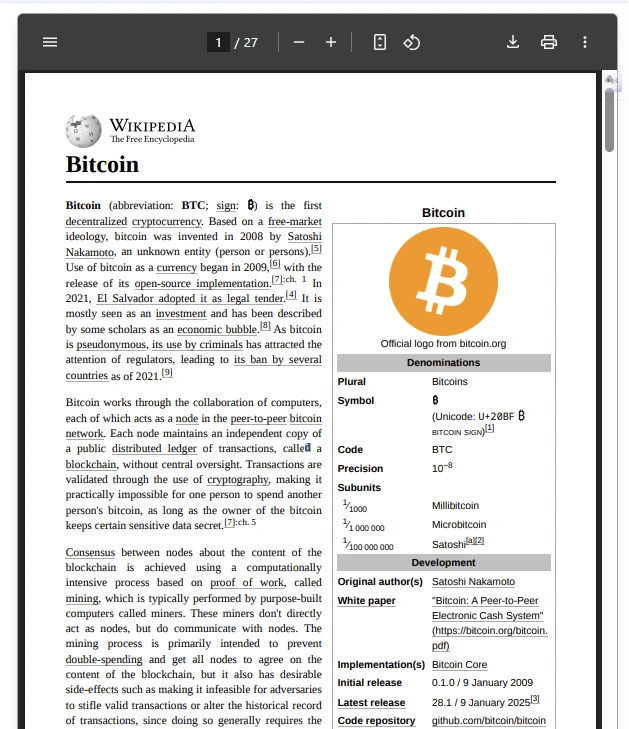 1 / 27
WIKIPEDIA
The Free Encyclopedia
Bitcoin
Bitcoin (abbreviation: BTC; sign: ₿) is the first
decentralized cryptocurrency. Based on a free-market
ideology, bitcoin was invented in 2008 by Satoshi
Nakamoto, an unknown entity (person or persons).[5]
Use of bitcoin as a currency began in 2009,[6] with the
release of its open-source implementation.[7]:ch. 1 In
2021, El Salvador adopted it as legal tender.[4] It is
mostly seen as an investment and has been described
by some scholars as an economic bubble.[8] As bitcoin
is pseudonymous, its use by criminals has attracted the
attention of regulators, leading to its ban by several
countries as of 2021.[9]
Bitcoin works through the collaboration of computers,
each of which acts as a node in the peer-to-peer bitcoin
network. Each node maintains an independent copy of
a public distributed ledger of transactions, called a
blockchain, without central oversight. Transactions are
validated through the use of cryptography, making it
practically impossible for one person to spend another
person's bitcoin, as long as the owner of the bitcoin
keeps certain sensitive data secret.[7]:ch. 5
Consensus between nodes about the content of the
blockchain is achieved using a computationally
intensive process based on proof of work, called
mining, which is typically performed by purpose-built
computers called miners. These miners don't directly
act as nodes, but do communicate with nodes. The
mining process is primarily intended to prevent
double-spending and get all nodes to agree on the
content of the blockchain, but it also has desirable
side-effects such as making it infeasible for adversaries
to stifle valid transactions or alter the historical record
of transactions, since doing so generally requires the
Bitcoin
Official logo from bitcoin.org
Denominations
Plural Bitcoins
Symbol ₿
(Unicode: U+20BF ₿
BITCOIN SIGN)[1]
Code BTC
Precision 10⁻⁸
Subunits
1⁄1000 Millibitcoin
1⁄1 000 000 Microbitcoin
1⁄100 000 000 Satoshi[a][2]
Development
Original author(s) Satoshi Nakamoto
White paper "Bitcoin: A Peer-to-Peer
Electronic Cash System"
(https://bitcoin.org/bitcoin.
pdf)
Implementation(s) Bitcoin Core
Initial release 0.1.0 / 9 January 2009
Latest release 28.1 / 9 January 2025[3]
Code repository github.com/bitcoin/bitcoin